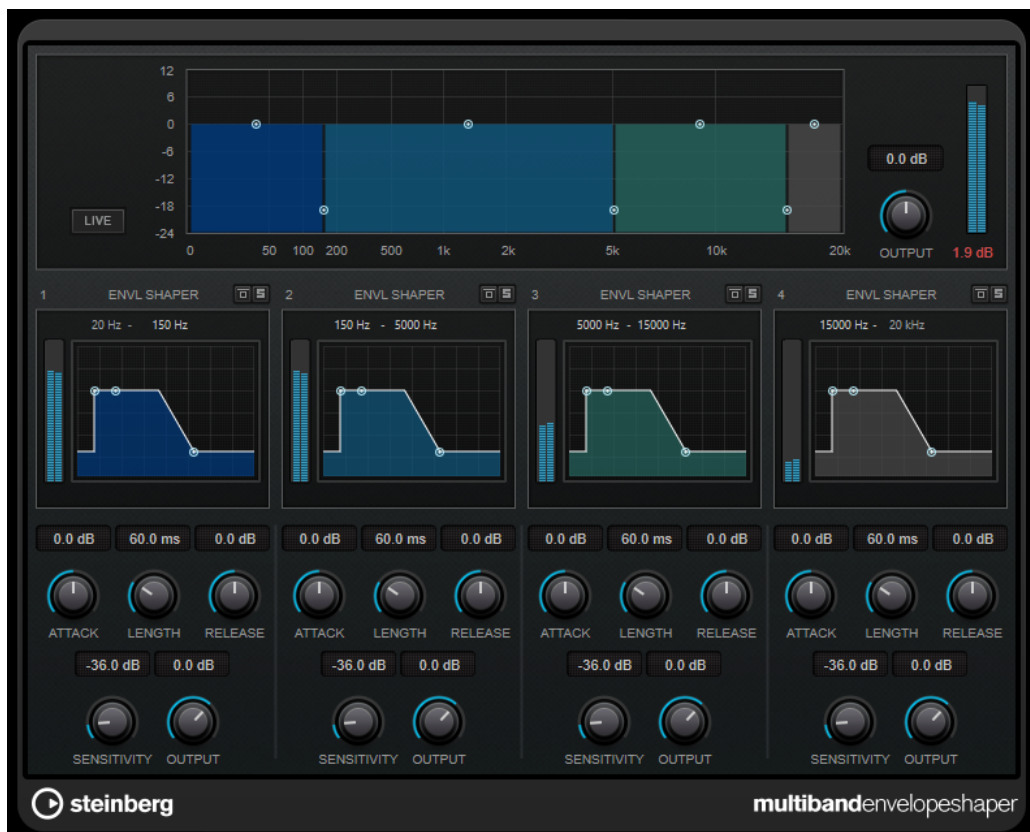 12
6
0
-6
-12
-18
-24
LIVE
0 50 100 200 500 1k 2k 5k 10k 20k
0.0 dB
OUTPUT 1.9 dB
1 ENVL SHAPER S 2 ENVL SHAPER S 3 ENVL SHAPER S 4 ENVL SHAPER S
20 Hz - 150 Hz 150 Hz - 5000 Hz 5000 Hz - 15000 Hz 15000 Hz - 20 kHz
0.0 dB 60.0 ms 0.0 dB 0.0 dB 60.0 ms 0.0 dB 0.0 dB 60.0 ms 0.0 dB 0.0 dB 60.0 ms 0.0 dB
ATTACK LENGTH RELEASE ATTACK LENGTH RELEASE ATTACK LENGTH RELEASE ATTACK LENGTH RELEASE
-36.0 dB 0.0 dB -36.0 dB 0.0 dB -36.0 dB 0.0 dB -36.0 dB 0.0 dB
SENSITIVITY OUTPUT SENSITIVITY OUTPUT SENSITIVITY OUTPUT SENSITIVITY OUTPUT
steinberg multibandenvelopeshaper